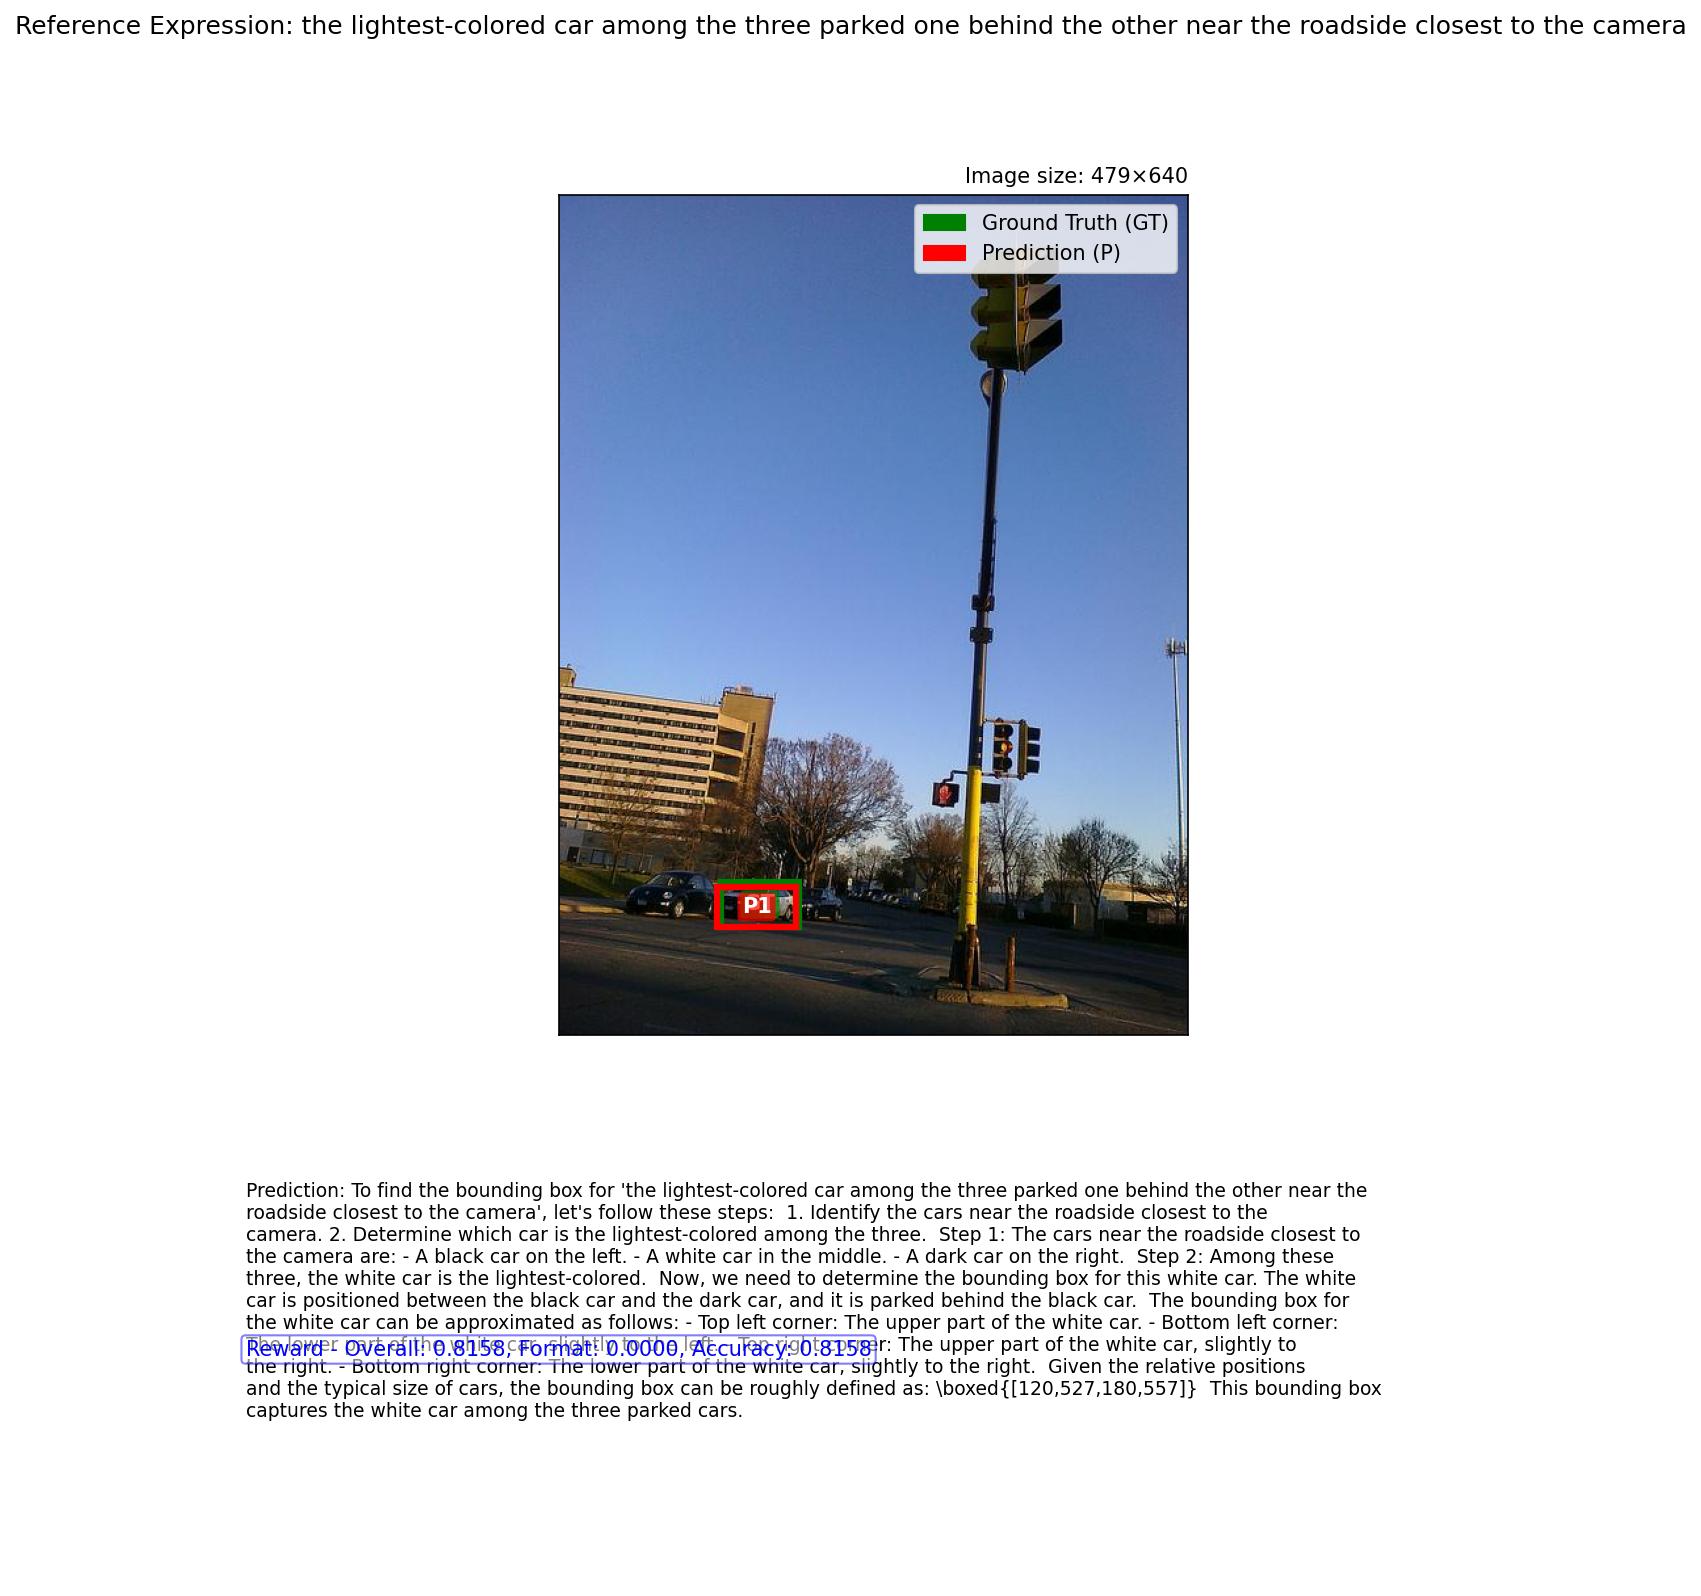 Reference Expression: the lightest-colored car among the three parked one behind the other near the roadside closest to the camera
Image size: 479×640
Ground Truth (GT)
Prediction (P)
P1
Prediction: To find the bounding box for 'the lightest-colored car among the three parked one behind the other near the
roadside closest to the camera', let's follow these steps:  1. Identify the cars near the roadside closest to the
camera. 2. Determine which car is the lightest-colored among the three.  Step 1: The cars near the roadside closest to
the camera are: - A black car on the left. - A white car in the middle. - A dark car on the right.  Step 2: Among these
three, the white car is the lightest-colored.  Now, we need to determine the bounding box for this white car. The white
car is positioned between the black car and the dark car, and it is parked behind the black car.  The bounding box for
the white car can be approximated as follows: - Top left corner: The upper part of the white car. - Bottom left corner:
The lower part of the white car, slightly to the left. - Top right corner: The upper part of the white car, slightly to
Reward - Overall: 0.8158, Format: 0.0000, Accuracy: 0.8158
the right. - Bottom right corner: The lower part of the white car, slightly to the right.  Given the relative positions
and the typical size of cars, the bounding box can be roughly defined as: \boxed{[120,527,180,557]}  This bounding box
captures the white car among the three parked cars.